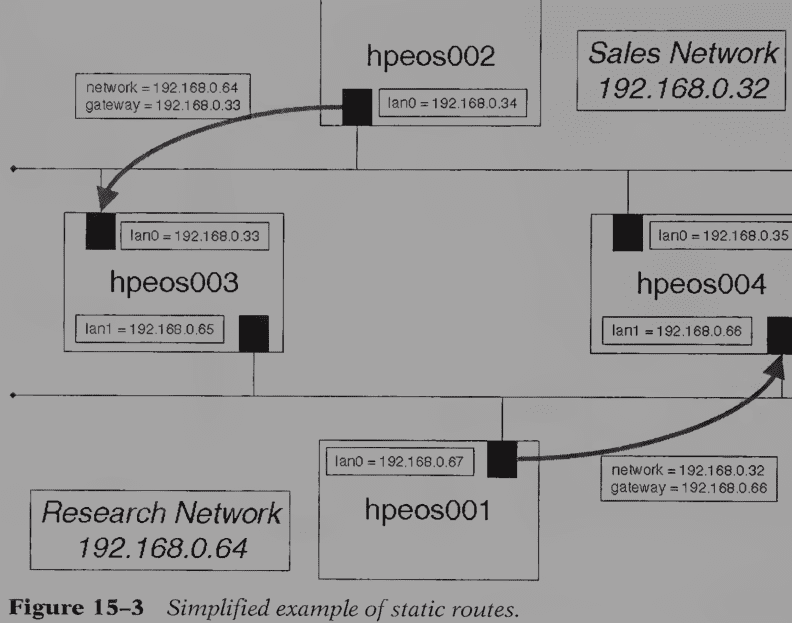 hpeos002
lan0 = 192.168.0.34
Sales Network
192.168.0.32
network = 192.168.0.64
gateway = 192.168.0.33
lan0 = 192.168.0.33
hpeos003
lan1 = 192.168.0.65
lan0 = 192.168.0.35
hpeos004
lan1 = 192.168.0.66
lan0 = 192.168.0.67
hpeos001
network = 192.168.0.32
gateway = 192.168.0.66
Research Network
192.168.0.64
Figure 15–3 Simplified example of static routes.